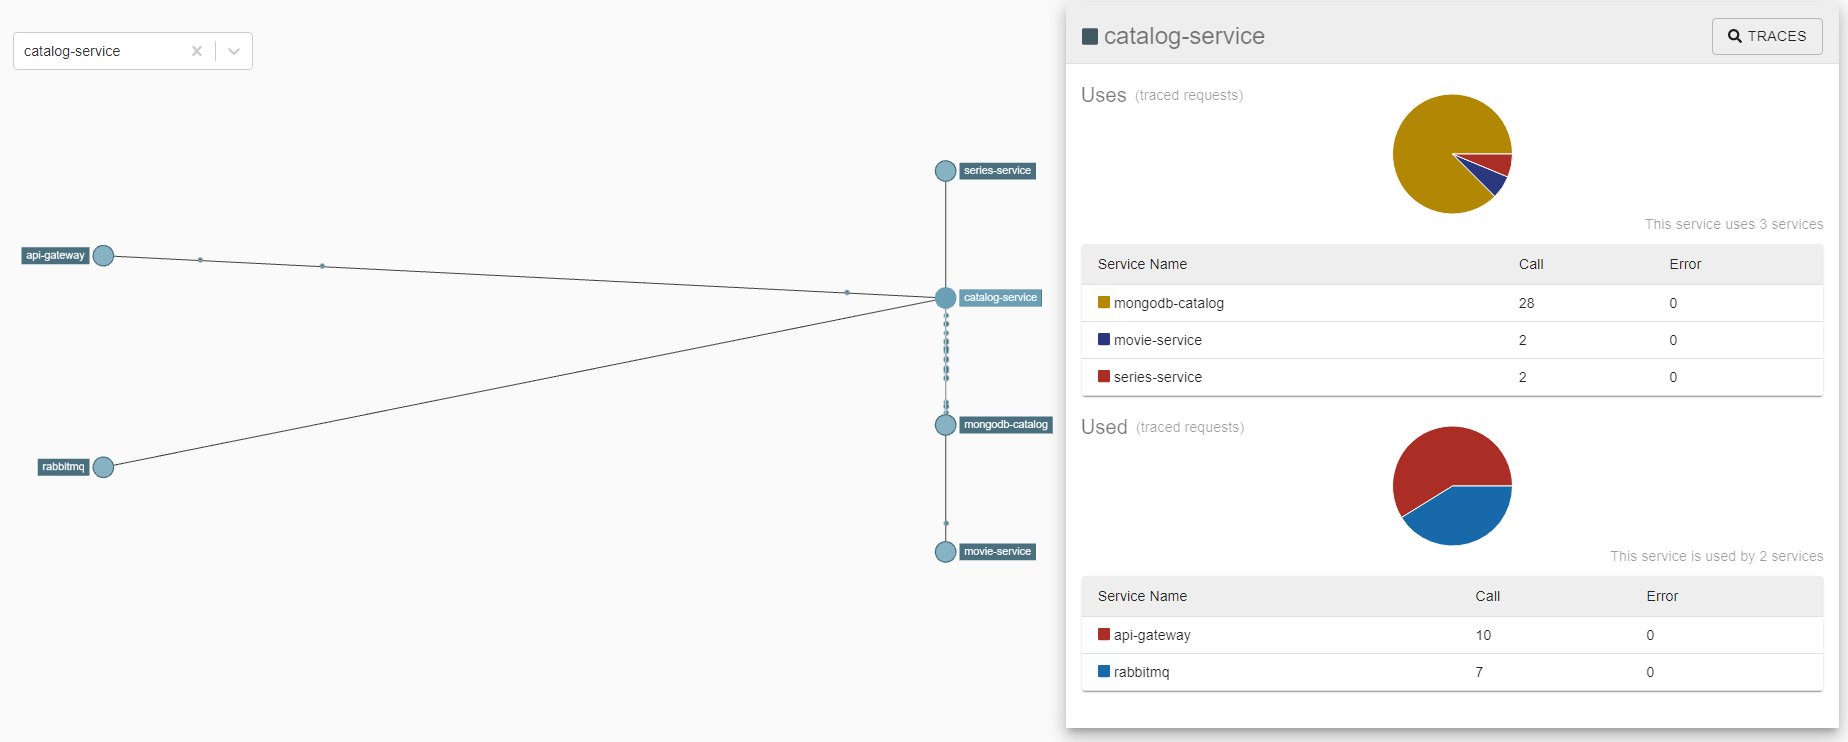 catalog-service
series-service
api-gateway
catalog-service
mongodb-catalog
rabbitmq
movie-service
catalog-service
TRACES
Uses (traced requests)
This service uses 3 services
Service Name Call Error
mongodb-catalog 28 0
movie-service 2 0
series-service 2 0
Used (traced requests)
This service is used by 2 services
Service Name Call Error
api-gateway 10 0
rabbitmq 7 0